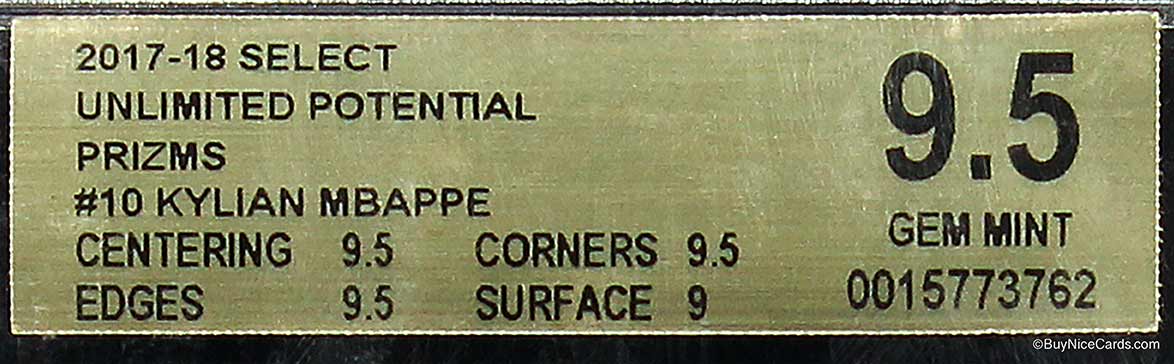 2017-18 SELECT
UNLIMITED POTENTIAL
PRIZMS
#10 KYLIAN MBAPPE
CENTERING 9.5 CORNERS 9.5
EDGES 9.5 SURFACE 9
9.5
GEM MINT
0015773762
©BuyNiceCards.com